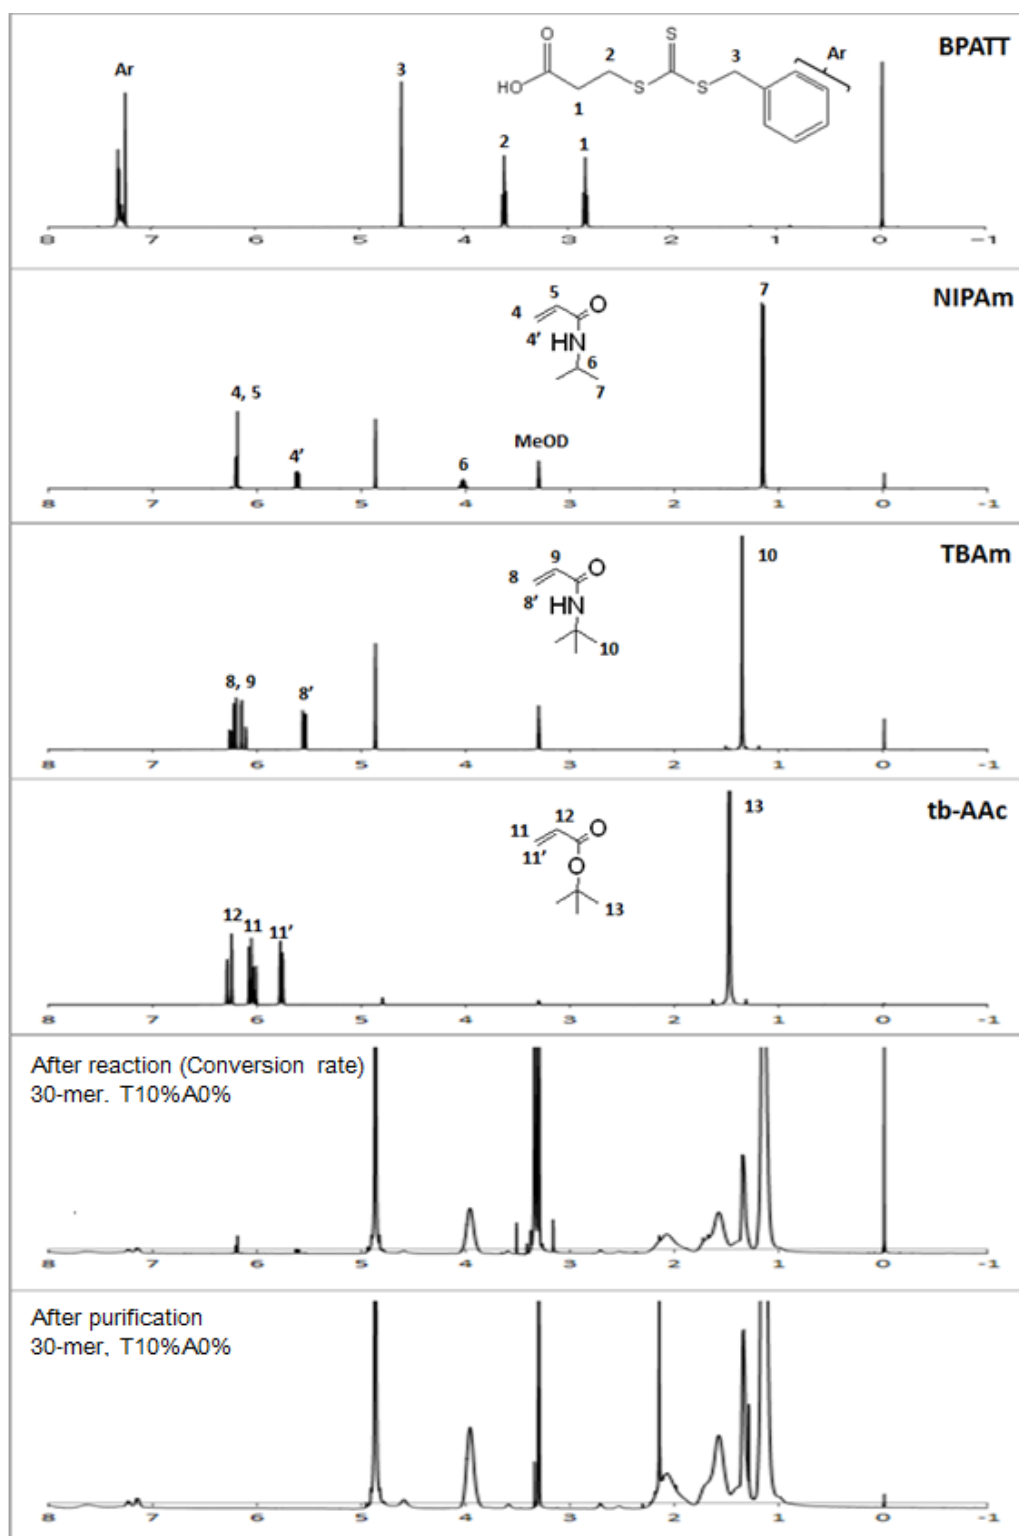 BPATT
Ar
3
2
1
O
HO
1
2
S
S
S
3
Ar
8 7 6 5 4 3 2 1 0 -1
NIPAm
7
4, 5
4'
6
MeOD
5
4
4'
O
HN
6
7
8 7 6 5 4 3 2 1 0 -1
TBAm
10
8, 9
8'
9
8
8'
O
HN
10
8 7 6 5 4 3 2 1 0 -1
tb-AAc
13
12 11 11'
12
11
11'
O
O
13
8 7 6 5 4 3 2 1 0 -1
After reaction (Conversion rate)
30-mer. T10%A0%
8 7 6 5 4 3 2 1 0 -1
After purification
30-mer, T10%A0%
8 7 6 5 4 3 2 1 0 -1